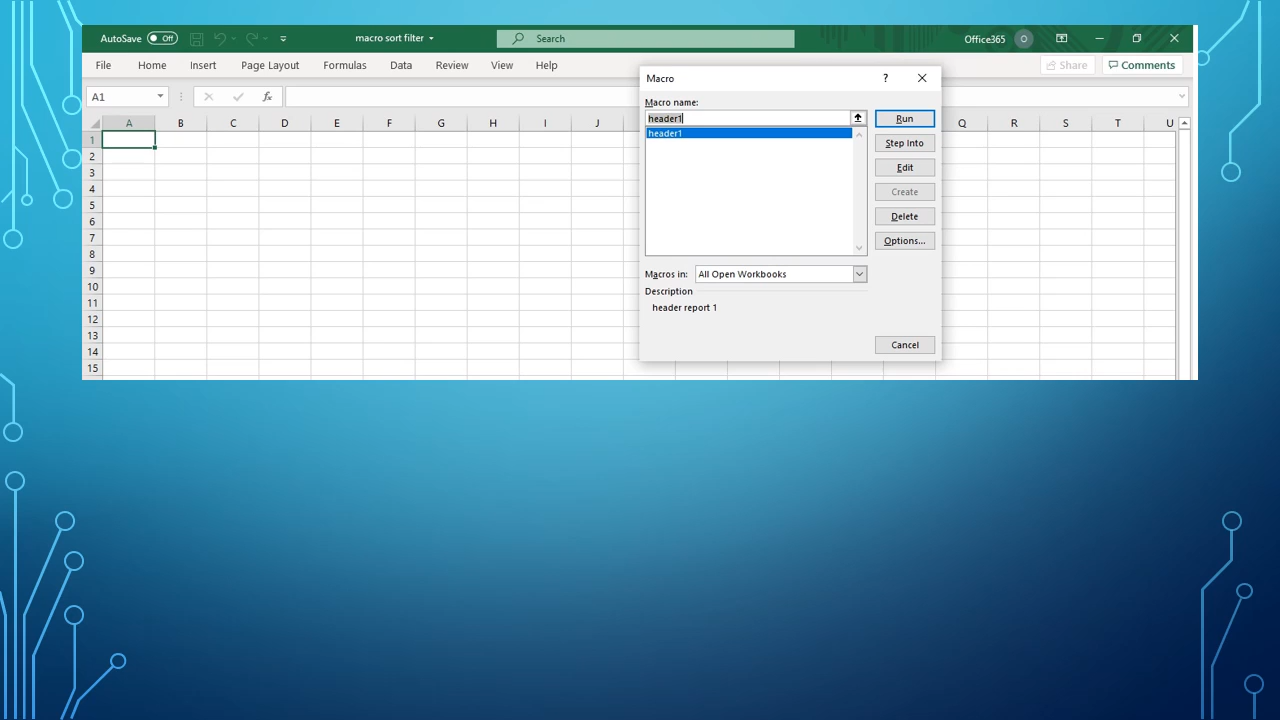 AutoSave Off macro sort filter Search Office365 O
File Home Insert Page Layout Formulas Data Review View Help Share Comments
Macro ?
A1 fx
Macro name:
header1 Run
header1
Step Into
Edit
Create
Delete
Options...
Macros in: All Open Workbooks
Description
header report 1
Cancel
A B C D E F G H I J Q R S T U
1
2
3
4
5
6
7
8
9
10
11
12
13
14
15